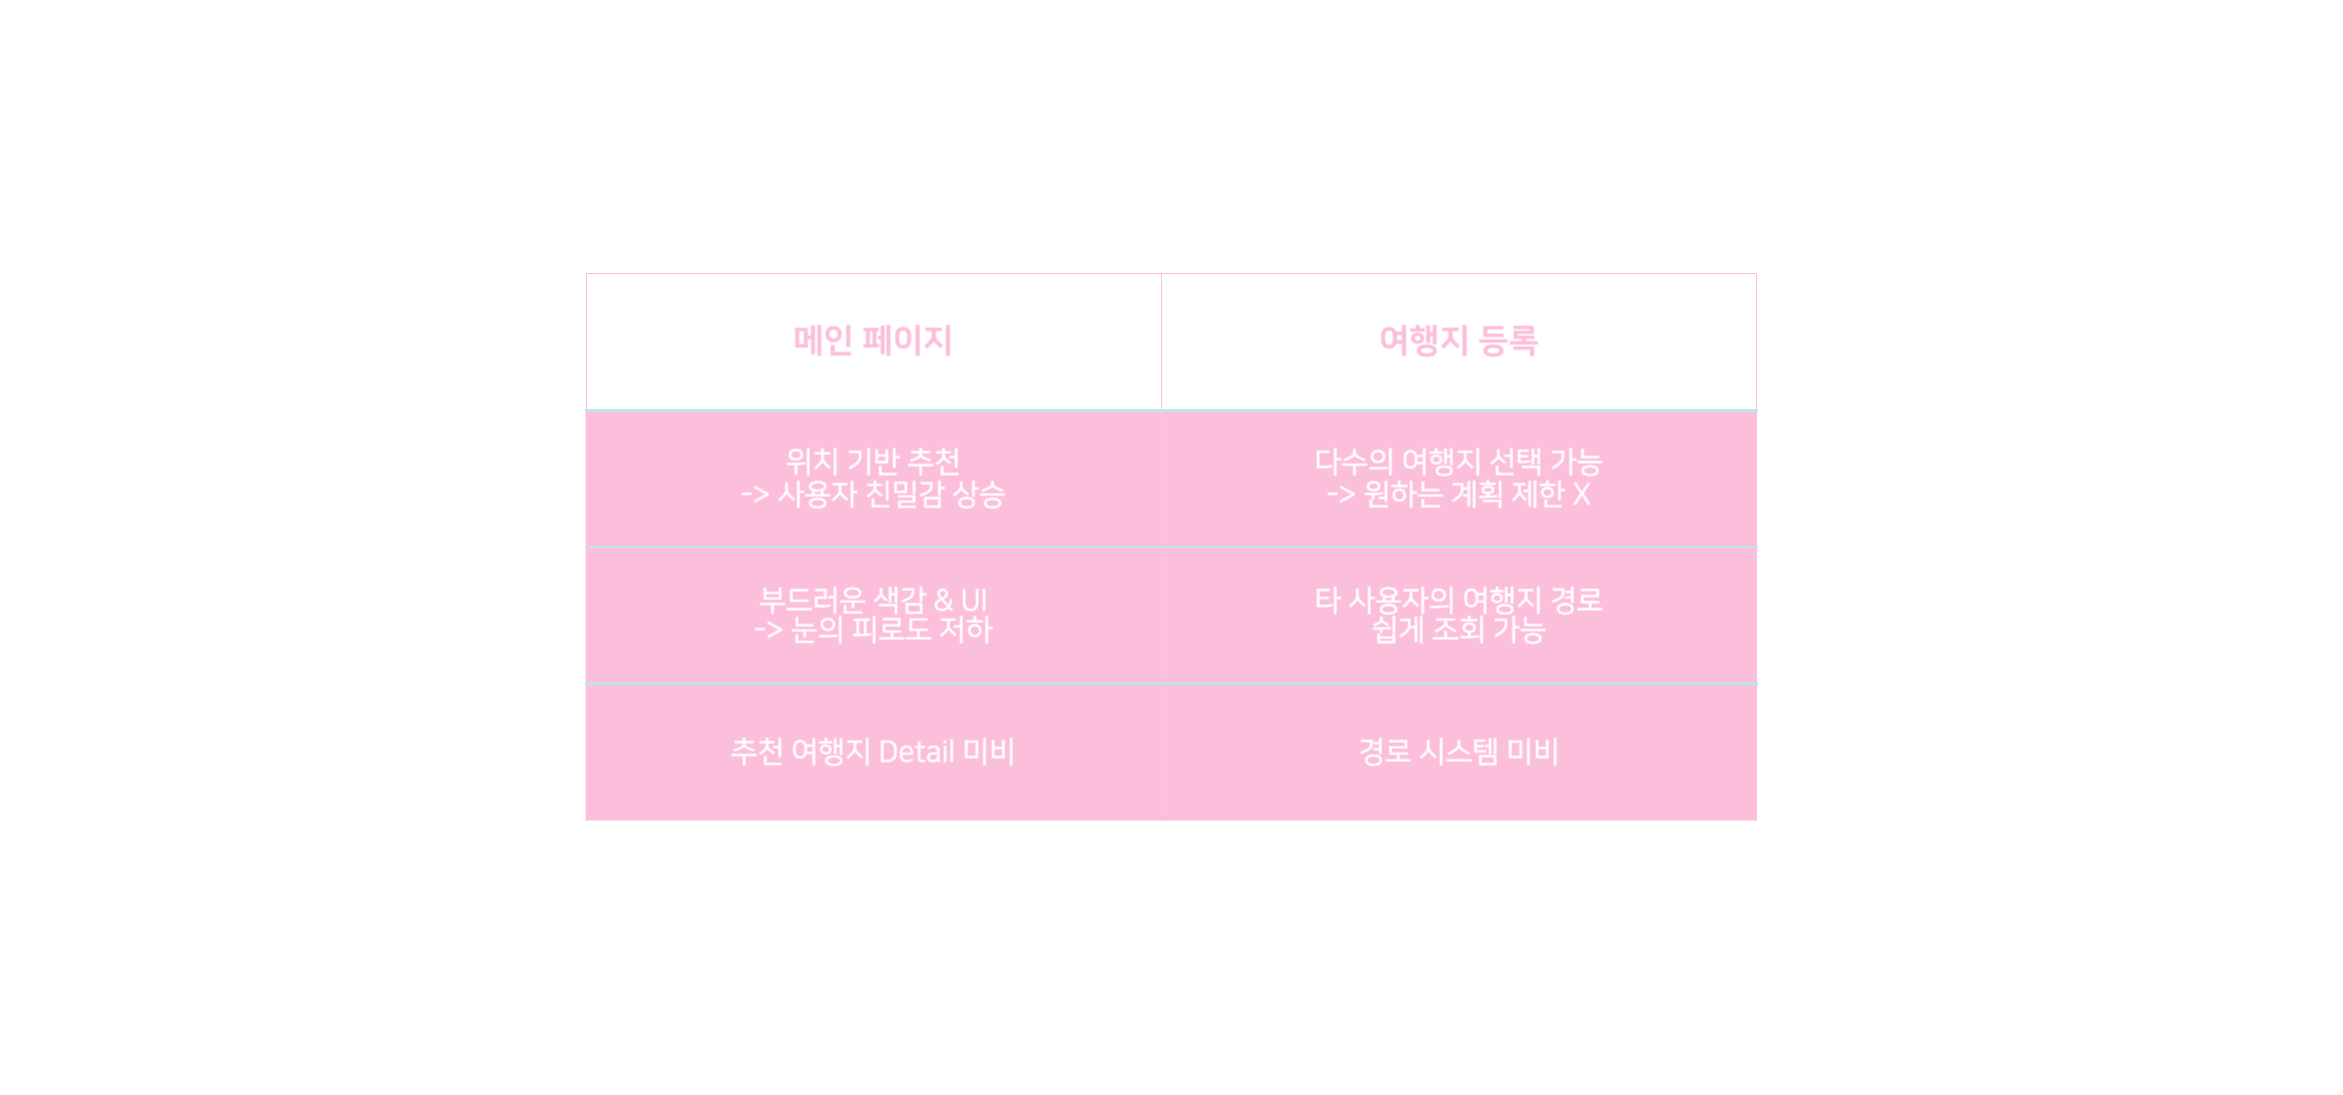 메인 페이지
여행지 등록
위치 기반 추천
-> 사용자 친밀감 상승
다수의 여행지 선택 가능
-> 원하는 계획 제한 X
부드러운 색감 & UI
-> 눈의 피로도 저하
타 사용자의 여행지 경로
쉽게 조회 가능
추천 여행지 Detail 미비
경로 시스템 미비